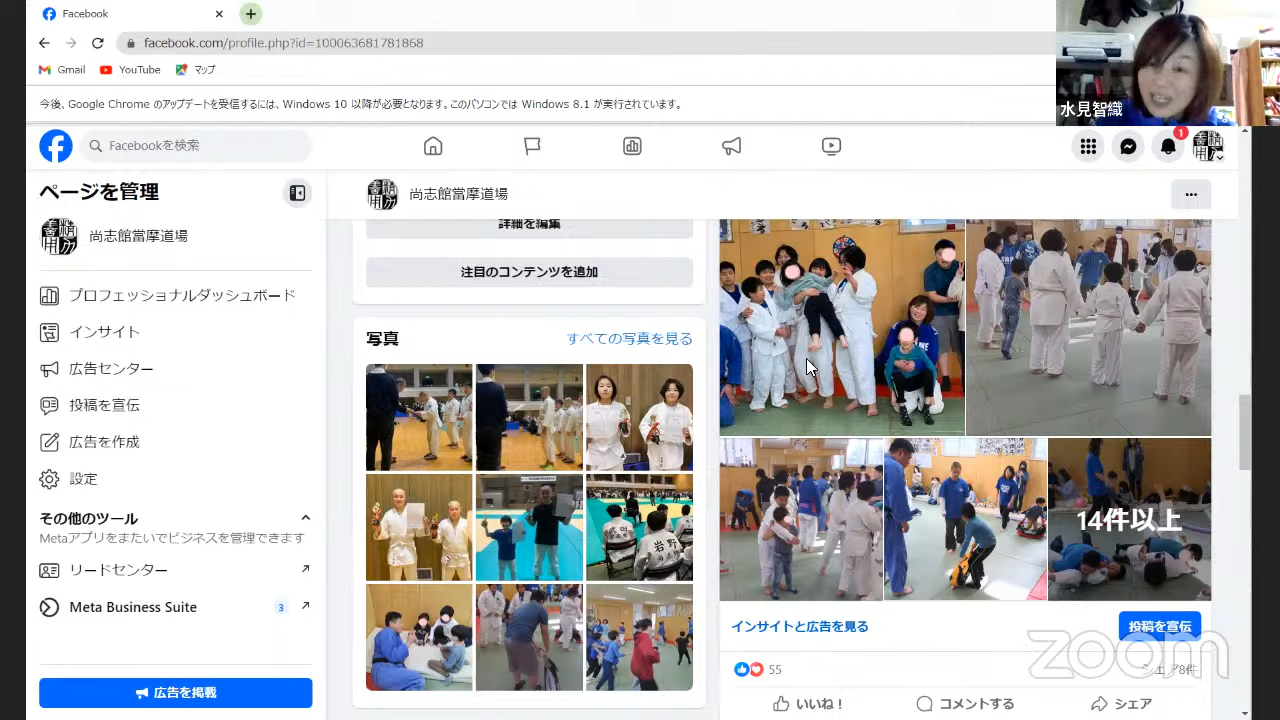 Facebook
facebook.com/profile.php?id=100063681781868
Gmail
YouTube
マップ
今後、Google Chrome のアップデートを受信するには、Windows 10 以降が必要となります。このパソコンでは Windows 8.1 が実行されています。
水見智織
Facebookを検索
1
ページを管理
尚志館當摩道場
尚志館當摩道場
プロフェッショナルダッシュボード
インサイト
広告センター
投稿を宣伝
広告を作成
設定
その他のツール
Metaアプリをまたいでビジネスを管理できます
リードセンター
Meta Business Suite
3
広告を掲載
詳細を編集
注目のコンテンツを追加
写真
すべての写真を見る
岩野
14件以上
インサイトと広告を見る
投稿を宣伝
55
シェア8件
いいね！
コメントする
シェア
zoom